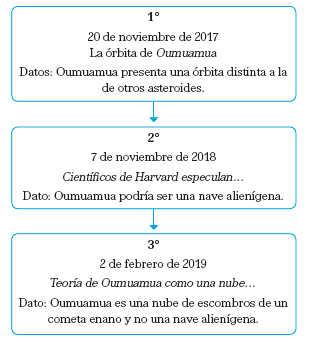 1°
20 de noviembre de 2017
La órbita de Oumuamua
Datos: Oumuamua presenta una órbita distinta a la
de otros asteroides.
2°
7 de noviembre de 2018
Científicos de Harvard especulan...
Dato: Oumuamua podría ser una nave alienígena.
3°
2 de febrero de 2019
Teoría de Oumuamua como una nube...
Dato: Oumuamua es una nube de escombros de un
cometa enano y no una nave alienígena.